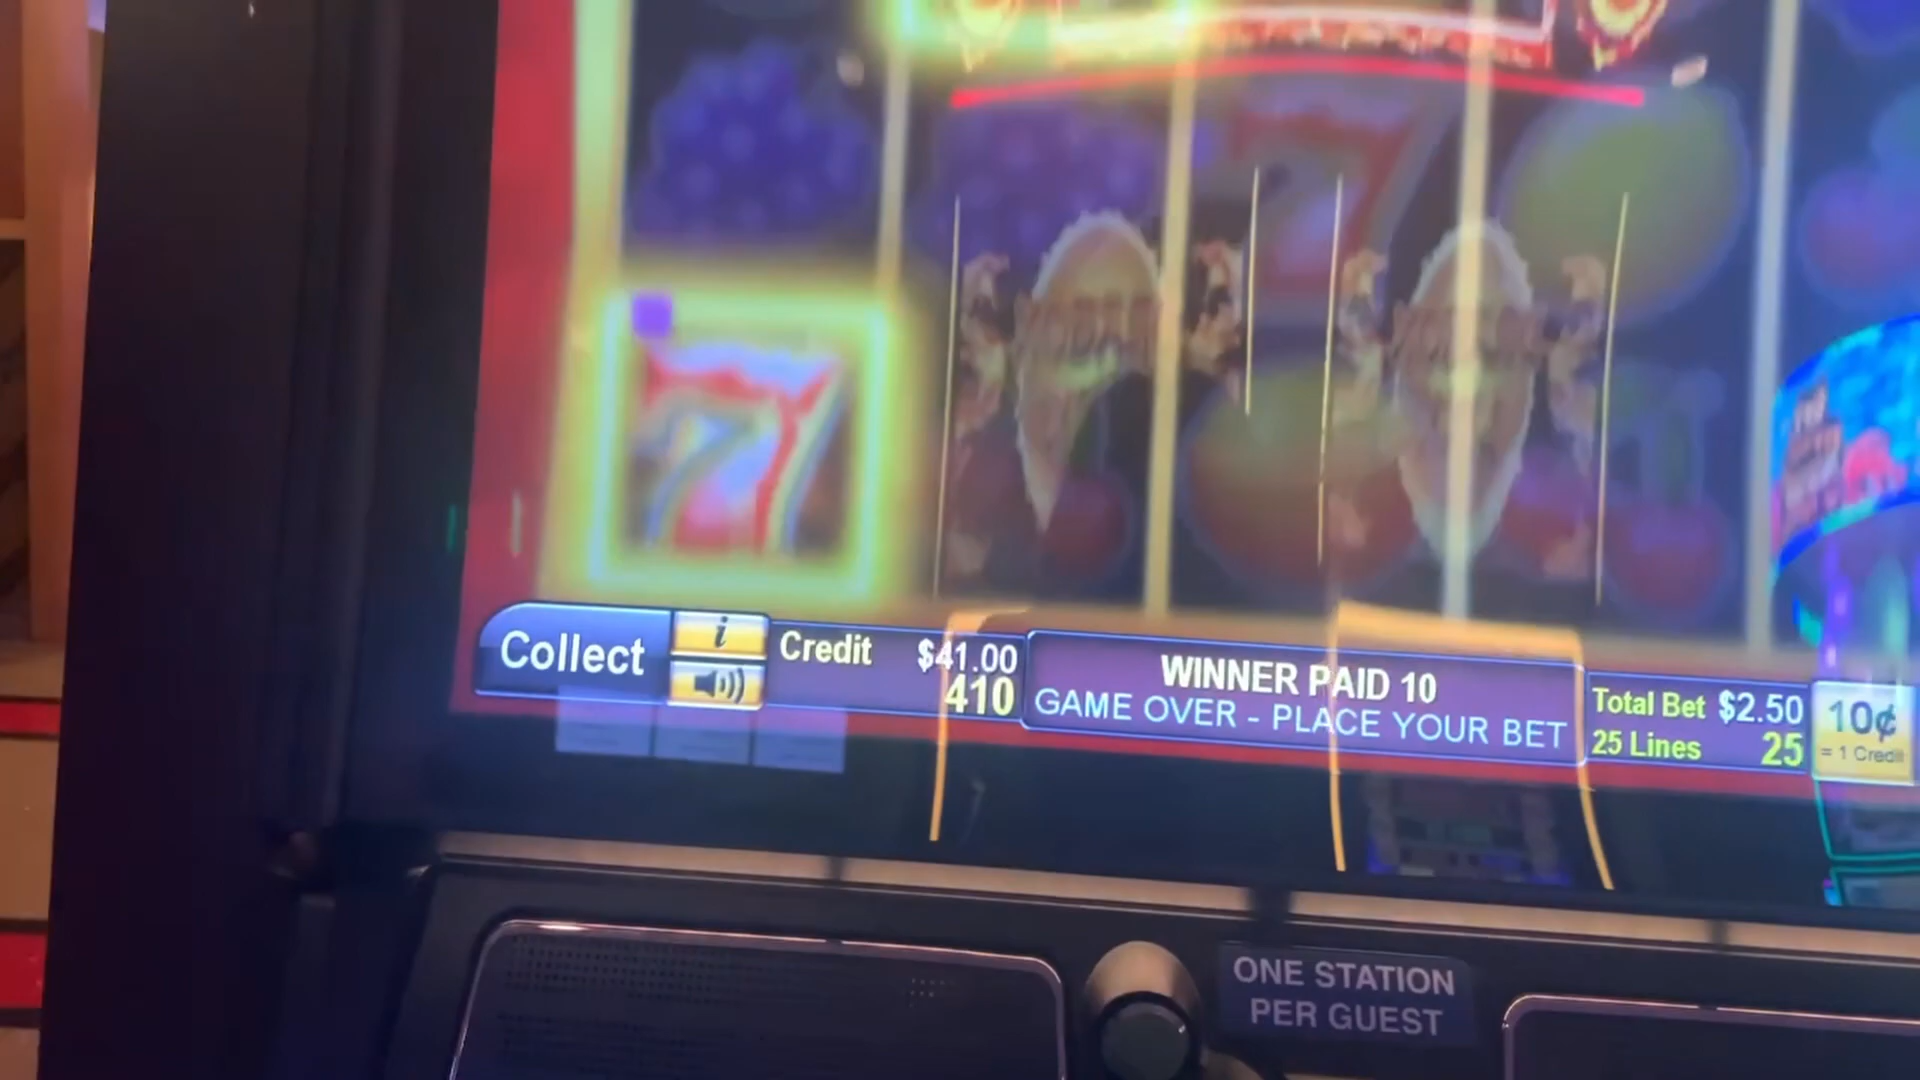 Collect
i
Credit $41.00
410
WINNER PAID 10
GAME OVER - PLACE YOUR BET
Total Bet $2.50
25 Lines 25
10¢
= 1 Credit
ONE STATION
PER GUEST